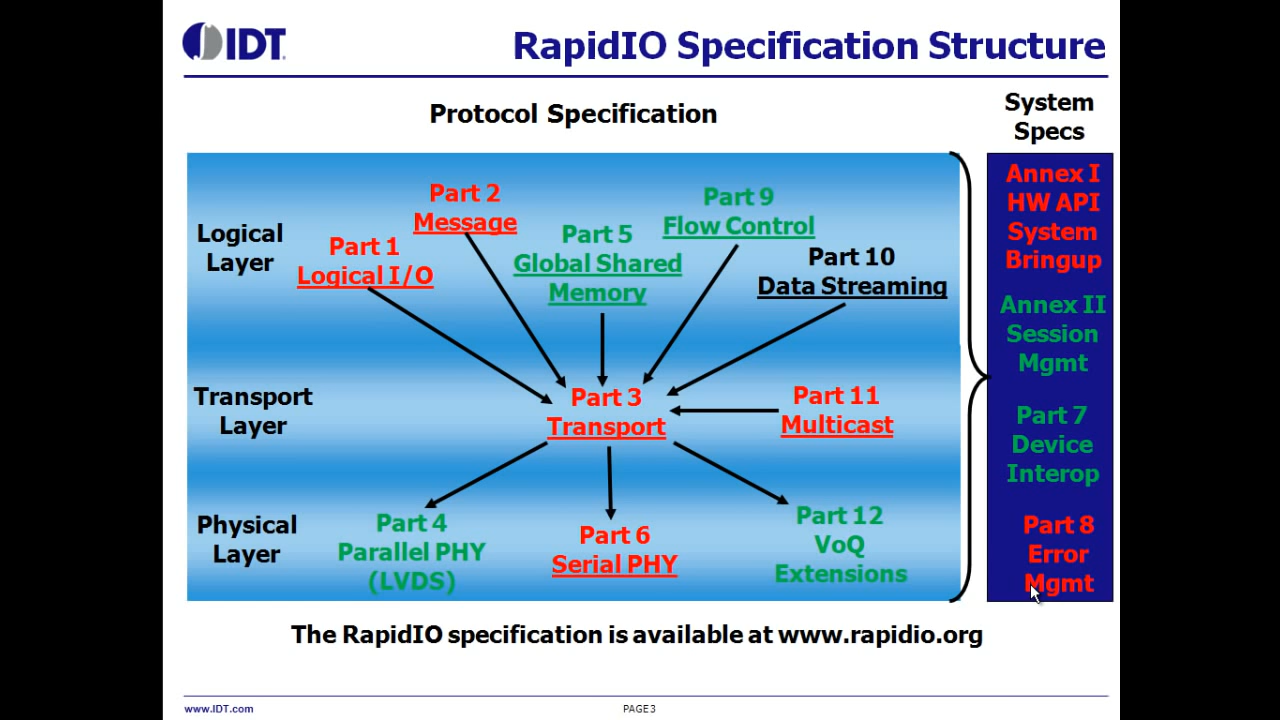 IDT.
RapidIO Specification Structure
Protocol Specification
System
Specs
Logical
Layer
Part 1
Logical I/O
Part 2
Message
Part 5
Global Shared
Memory
Part 9
Flow Control
Part 10
Data Streaming
Transport
Layer
Part 3
Transport
Part 11
Multicast
Physical
Layer
Part 4
Parallel PHY
(LVDS)
Part 6
Serial PHY
Part 12
VoQ
Extensions
Annex I
HW API
System
Bringup
Annex II
Session
Mgmt
Part 7
Device
Interop
Part 8
Error
Mgmt
The RapidIO specification is available at www.rapidio.org
www.IDT.com
PAGE 3